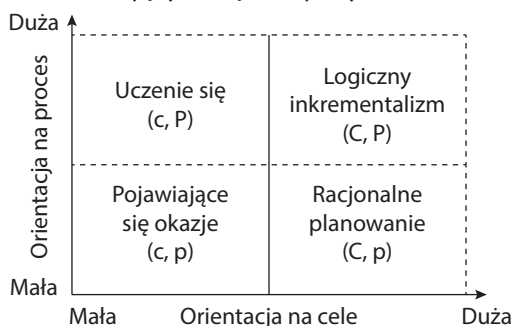 Duża
Orientacja na proces
Uczenie się
(c, P)
Logiczny
inkrementalizm
(C, P)
Pojawiające
się okazje
(c, p)
Racjonalne
planowanie
(C, p)
Mała
Mała
Orientacja na cele
Duża